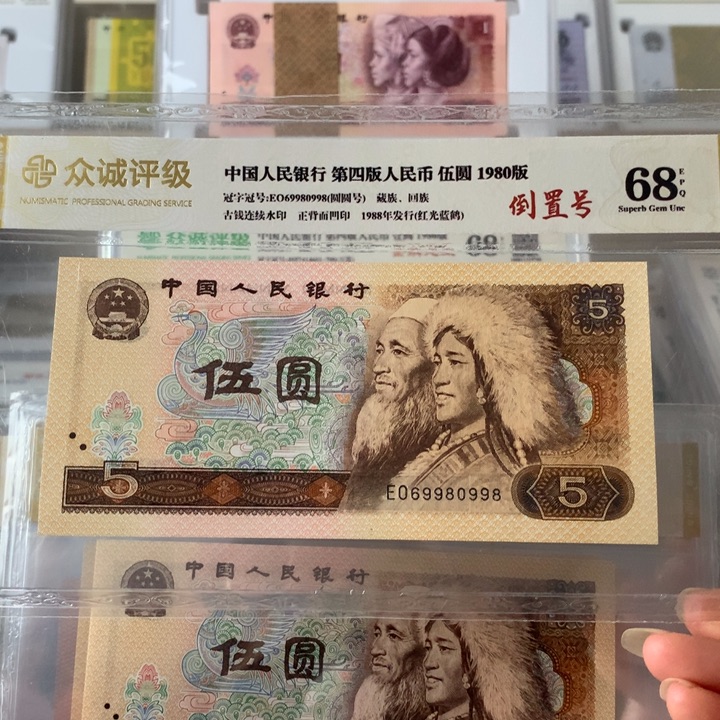 众诚评级
NUMISMATIC PROFESSIONAL GRADING SERVICE
中国人民银行 第四版人民币 伍圆 1980版
冠字冠号:EO69980998(圆圆号) 藏族、回族
古钱连续水印 正背面凹印 1988年发行(红光蓝鹤)
倒置号
68
EPQ
Superb Gem Unc
中国人民银行
5
伍圆
5
EO69980998
5
中国人民银行
伍圆